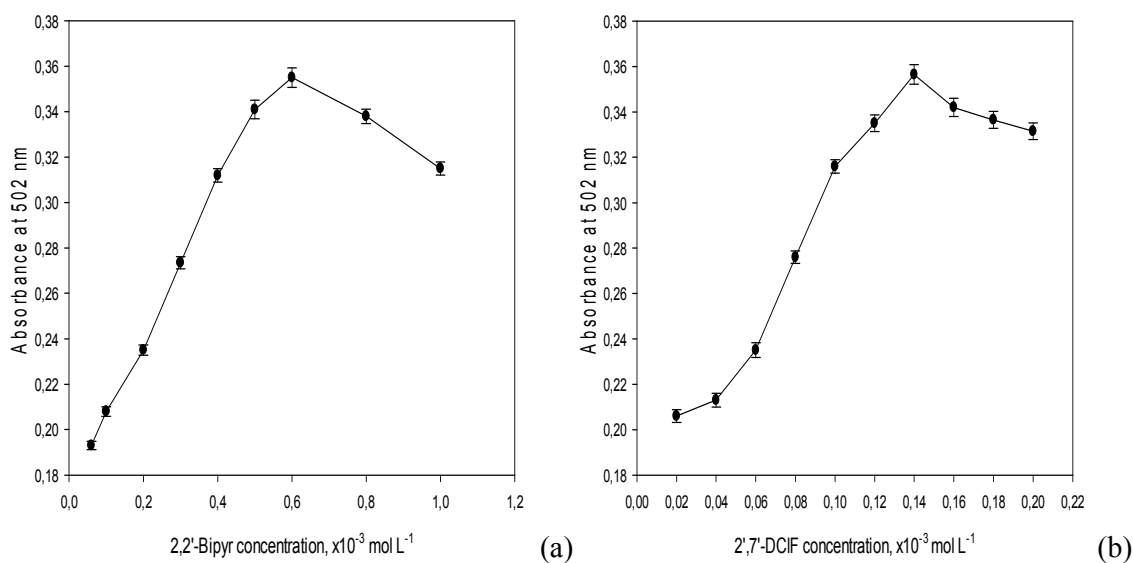 0,38
0,36
0,34
0,32
0,30
0,28
0,26
0,24
0,22
0,20
0,18
Absorbance at 502 nm
0,0 0,2 0,4 0,6 0,8 1,0 1,2
2,2'-Bipyr concentration, x10⁻³ mol L⁻¹
(a)
0,38
0,36
0,34
0,32
0,30
0,28
0,26
0,24
0,22
0,20
0,18
Absorbance at 502 nm
0,00 0,02 0,04 0,06 0,08 0,10 0,12 0,14 0,16 0,18 0,20 0,22
2',7'-DClF concentration, x10⁻³ mol L⁻¹
(b)